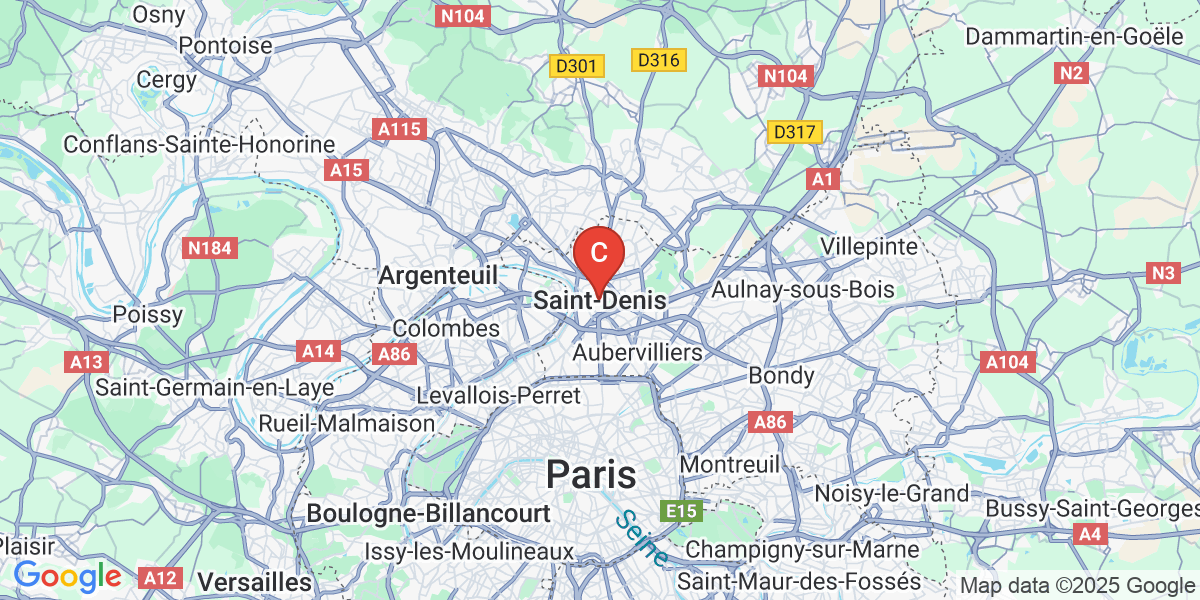 Osny
N104
Pontoise
Dammartin-en-Goële
D301
D316
N104
N2
Cergy
A115
D317
Conflans-Sainte-Honorine
A15
A1
N184
C
Villepinte
Argenteuil
N3
Saint-Denis
Aulnay-sous-Bois
Poissy
Colombes
A14
A86
Aubervilliers
A13
A104
Bondy
Saint-Germain-en-Laye
Levallois-Perret
Rueil-Malmaison
A86
Paris
Montreuil
Noisy-le-Grand
Boulogne-Billancourt
E15
Bussy-Saint-Georges
Seine
A4
Plaisir
Issy-les-Moulineaux
Champigny-sur-Marne
Google
A12
Versailles
Saint-Maur-des-Fossés
Map data ©2025 Google